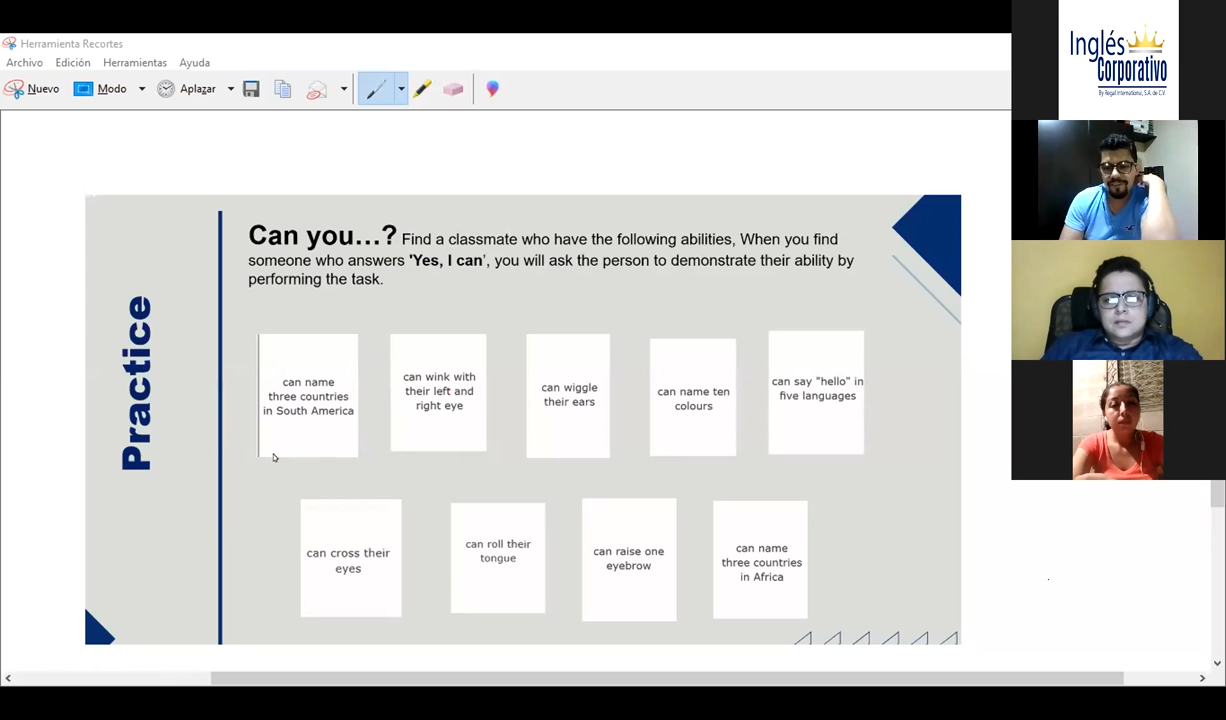 Herramienta Recortes
Archivo Edición Herramientas Ayuda
Nuevo Modo Aplazar
Inglés
Corporativo
By Regal International, S.A. de C.V.
Practice
Can you...? Find a classmate who have the following abilities, When you find
someone who answers 'Yes, I can', you will ask the person to demonstrate their ability by
performing the task.
can name
three countries
in South America
can wink with
their left and
right eye
can wiggle
their ears
can name ten
colours
can say "hello" in
five languages
can cross their
eyes
can roll their
tongue
can raise one
eyebrow
can name
three countries
in Africa